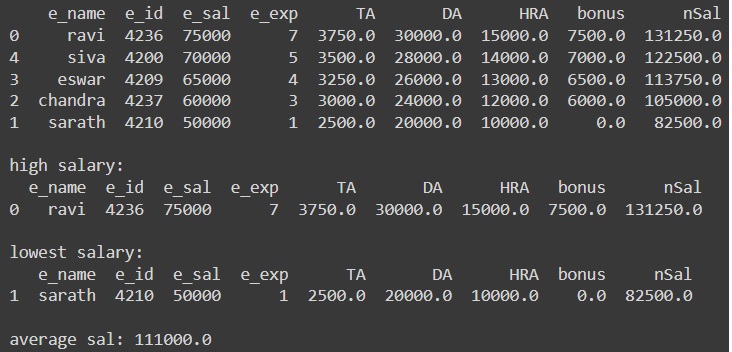 e_name e_id e_sal e_exp TA DA HRA bonus nSal
0 ravi 4236 75000 7 3750.0 30000.0 15000.0 7500.0 131250.0
4 siva 4200 70000 5 3500.0 28000.0 14000.0 7000.0 122500.0
3 eswar 4209 65000 4 3250.0 26000.0 13000.0 6500.0 113750.0
2 chandra 4237 60000 3 3000.0 24000.0 12000.0 6000.0 105000.0
1 sarath 4210 50000 1 2500.0 20000.0 10000.0 0.0 82500.0
high salary:
e_name e_id e_sal e_exp TA DA HRA bonus nSal
0 ravi 4236 75000 7 3750.0 30000.0 15000.0 7500.0 131250.0
lowest salary:
e_name e_id e_sal e_exp TA DA HRA bonus nSal
1 sarath 4210 50000 1 2500.0 20000.0 10000.0 0.0 82500.0
average sal: 111000.0